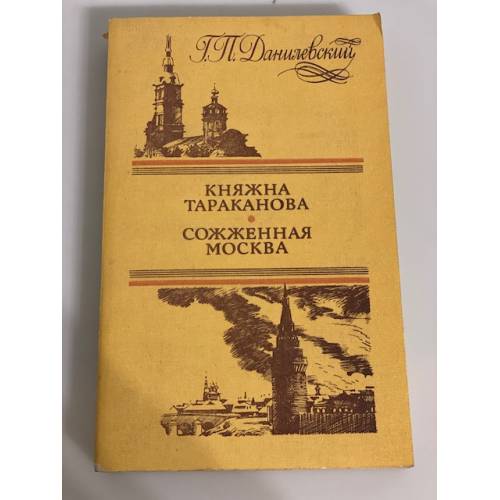 Г.П. Данилевский
КНЯЖНА
ТАРАКАНОВА
СОЖЖЕННАЯ
МОСКВА